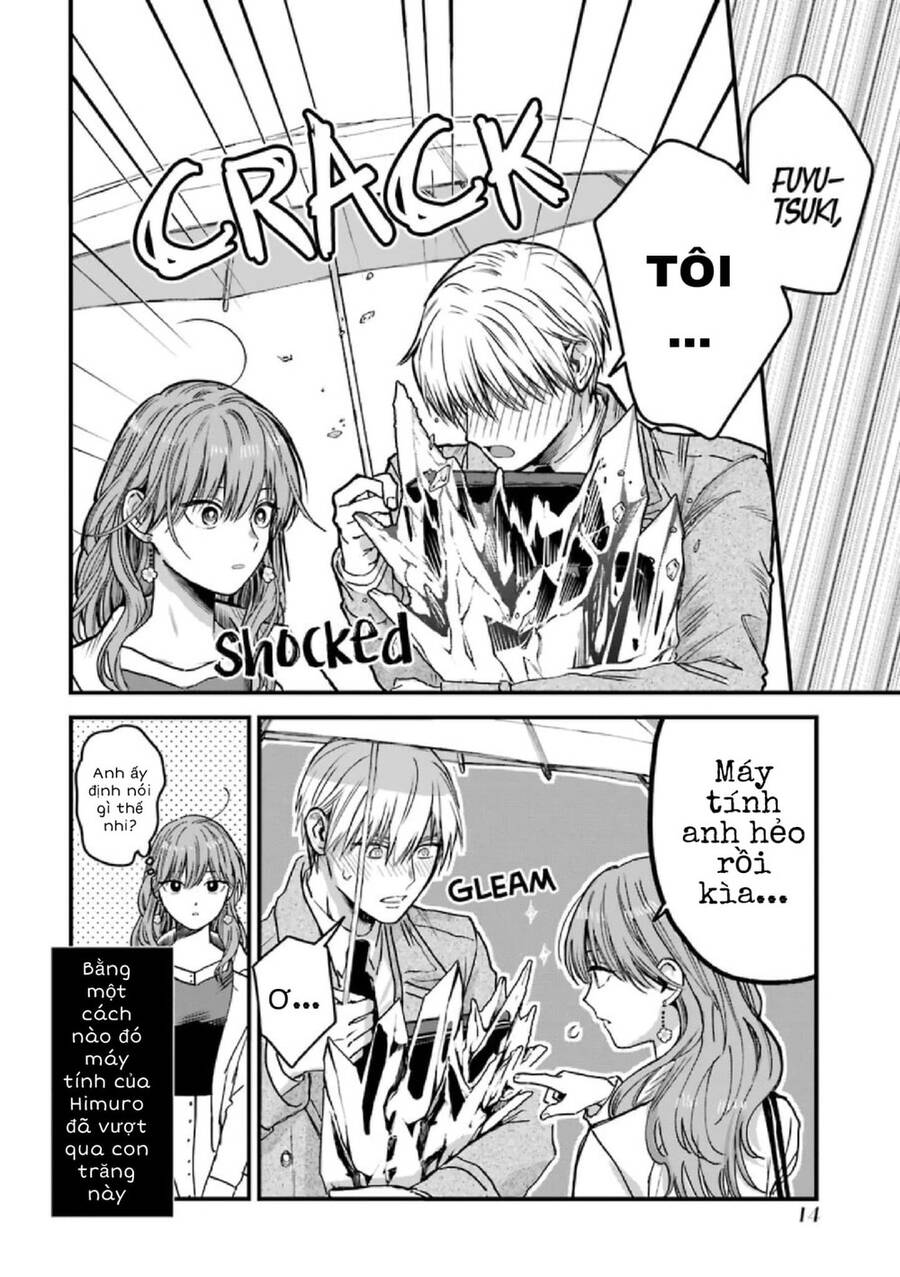 FUYU-
TSUKI,
TÔI
...
CRACK
Shocked
Máy
tính
anh hẻo
rồi
kìa...
GLEAM
Ơ...
Anh ấy
định nói
gì thế
nhỉ?
Bằng
một
cách
nào đó
máy
tính của
Himuro
đã vượt
qua con
trăng
này
14